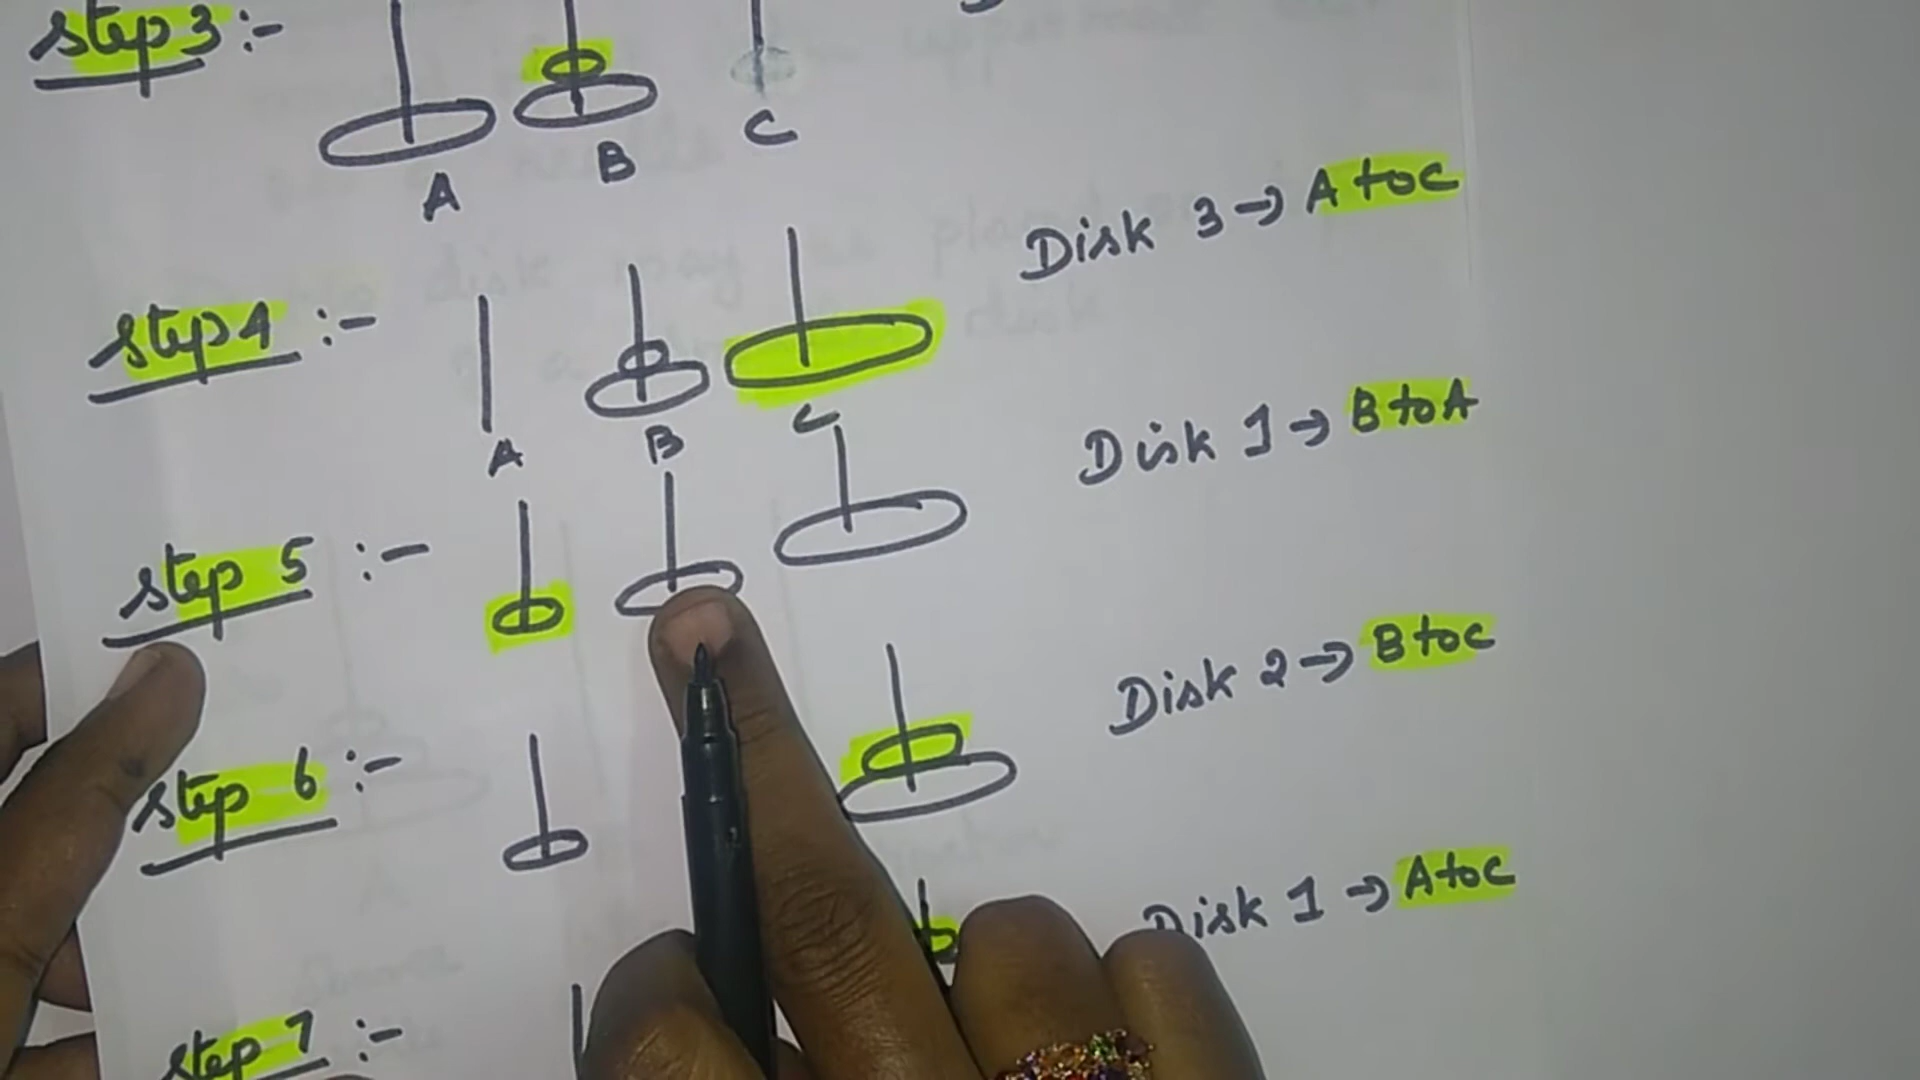 step 3 :-
A B C
Disk 3 → A to C
step 4 :-
A B C
Disk 1 → B to A
step 5 :-
Disk 2 → B to C
step 6 :-
Disk 1 → A to C
step 7 :-